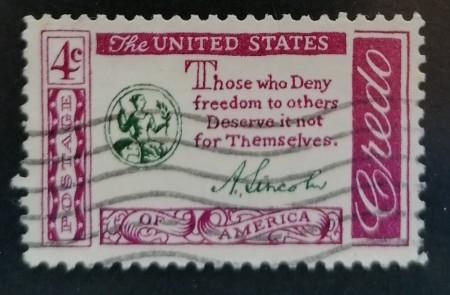 4c
The UNITED STATES
Those who Deny
freedom to others
Deserve it not
for Themselves.
A. Lincoln
POSTAGE
OF AMERICA
Credo